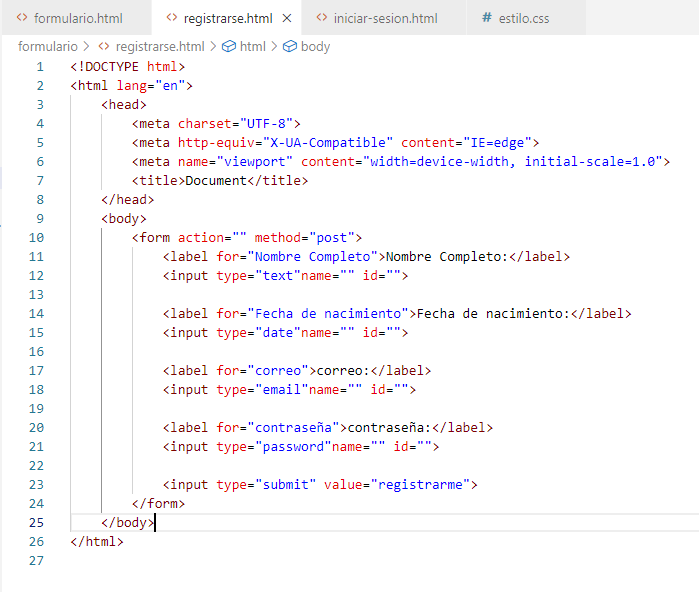 formulario.html registrarse.html iniciar-sesion.html # estilo.css
formulario > registrarse.html > html > body
1 <!DOCTYPE html>
2 <html lang="en">
3 <head>
4 <meta charset="UTF-8">
5 <meta http-equiv="X-UA-Compatible" content="IE=edge">
6 <meta name="viewport" content="width=device-width, initial-scale=1.0">
7 <title>Document</title>
8 </head>
9 <body>
10 <form action="" method="post">
11 <label for="Nombre Completo">Nombre Completo:</label>
12 <input type="text"name="" id="">
13
14 <label for="Fecha de nacimiento">Fecha de nacimiento:</label>
15 <input type="date"name="" id="">
16
17 <label for="correo">correo:</label>
18 <input type="email"name="" id="">
19
20 <label for="contraseña">contraseña:</label>
21 <input type="password"name="" id="">
22
23 <input type="submit" value="registrarme">
24 </form>
25 </body>
26 </html>
27